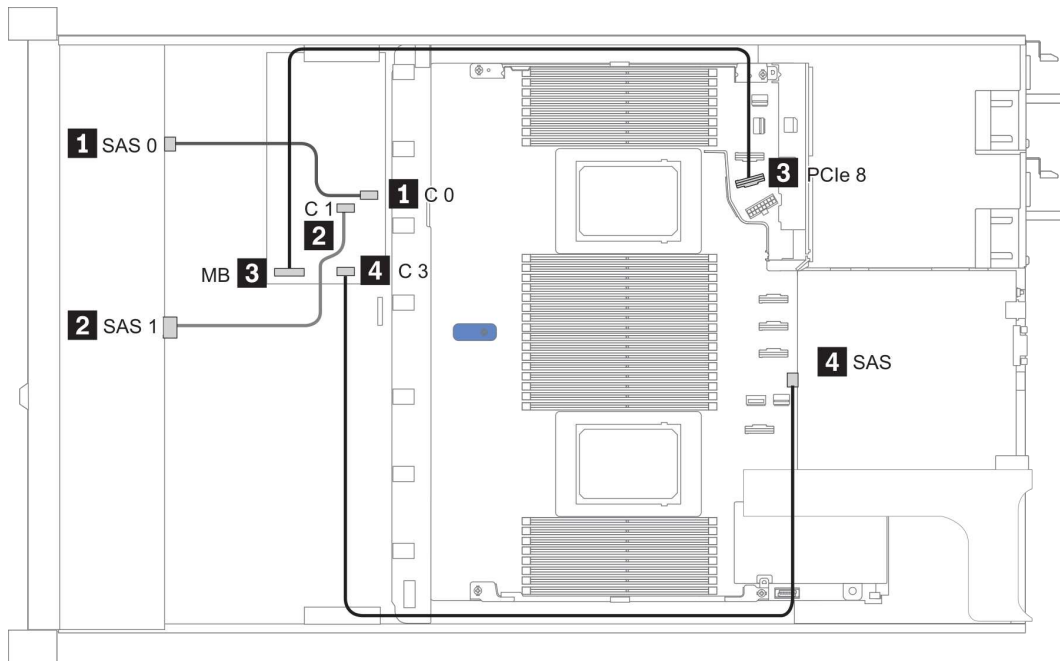 1 SAS 0
1 C 0
C 1
2
3 PCIe 8
MB 3
4 C 3
2 SAS 1
4 SAS